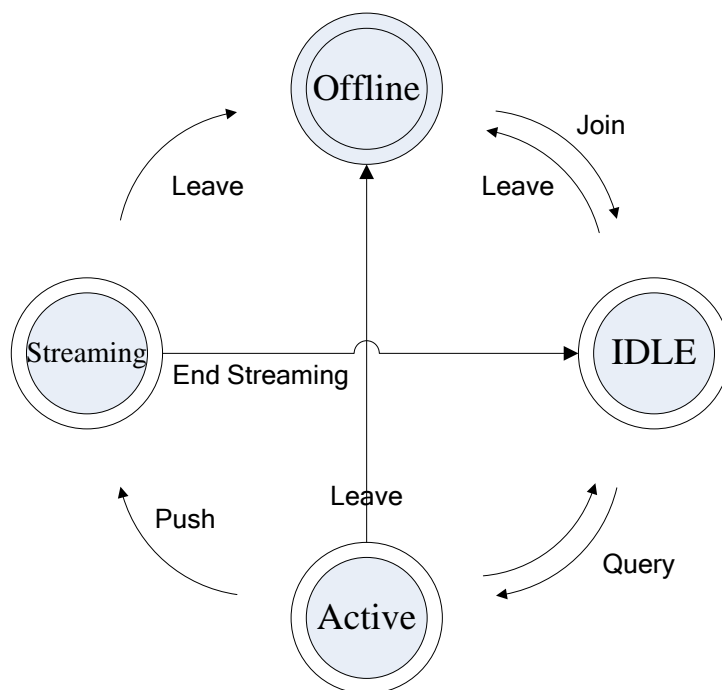 Offline
Join
Leave
Leave
Streaming
IDLE
End Streaming
Leave
Push
Query
Active